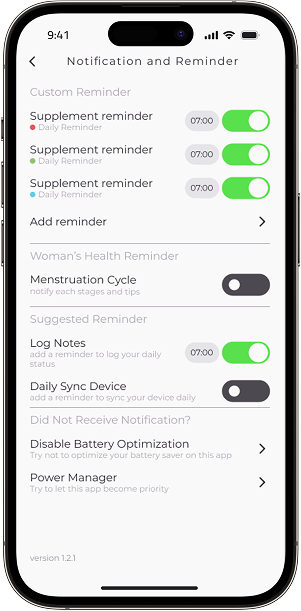 9:41
Notification and Reminder
Custom Reminder
Supplement reminder
Daily Reminder
07:00
Supplement reminder
Daily Reminder
07:00
Supplement reminder
Daily Reminder
07:00
Add reminder
Woman's Health Reminder
Menstruation Cycle
notify each stages and tips
Suggested Reminder
Log Notes
add a reminder to log your daily
status
07:00
Daily Sync Device
add a reminder to sync your device daily
Did Not Receive Notification?
Disable Battery Optimization
Try not to optimize your battery saver on this app
Power Manager
Try to let this app become priority
version 1.2.1